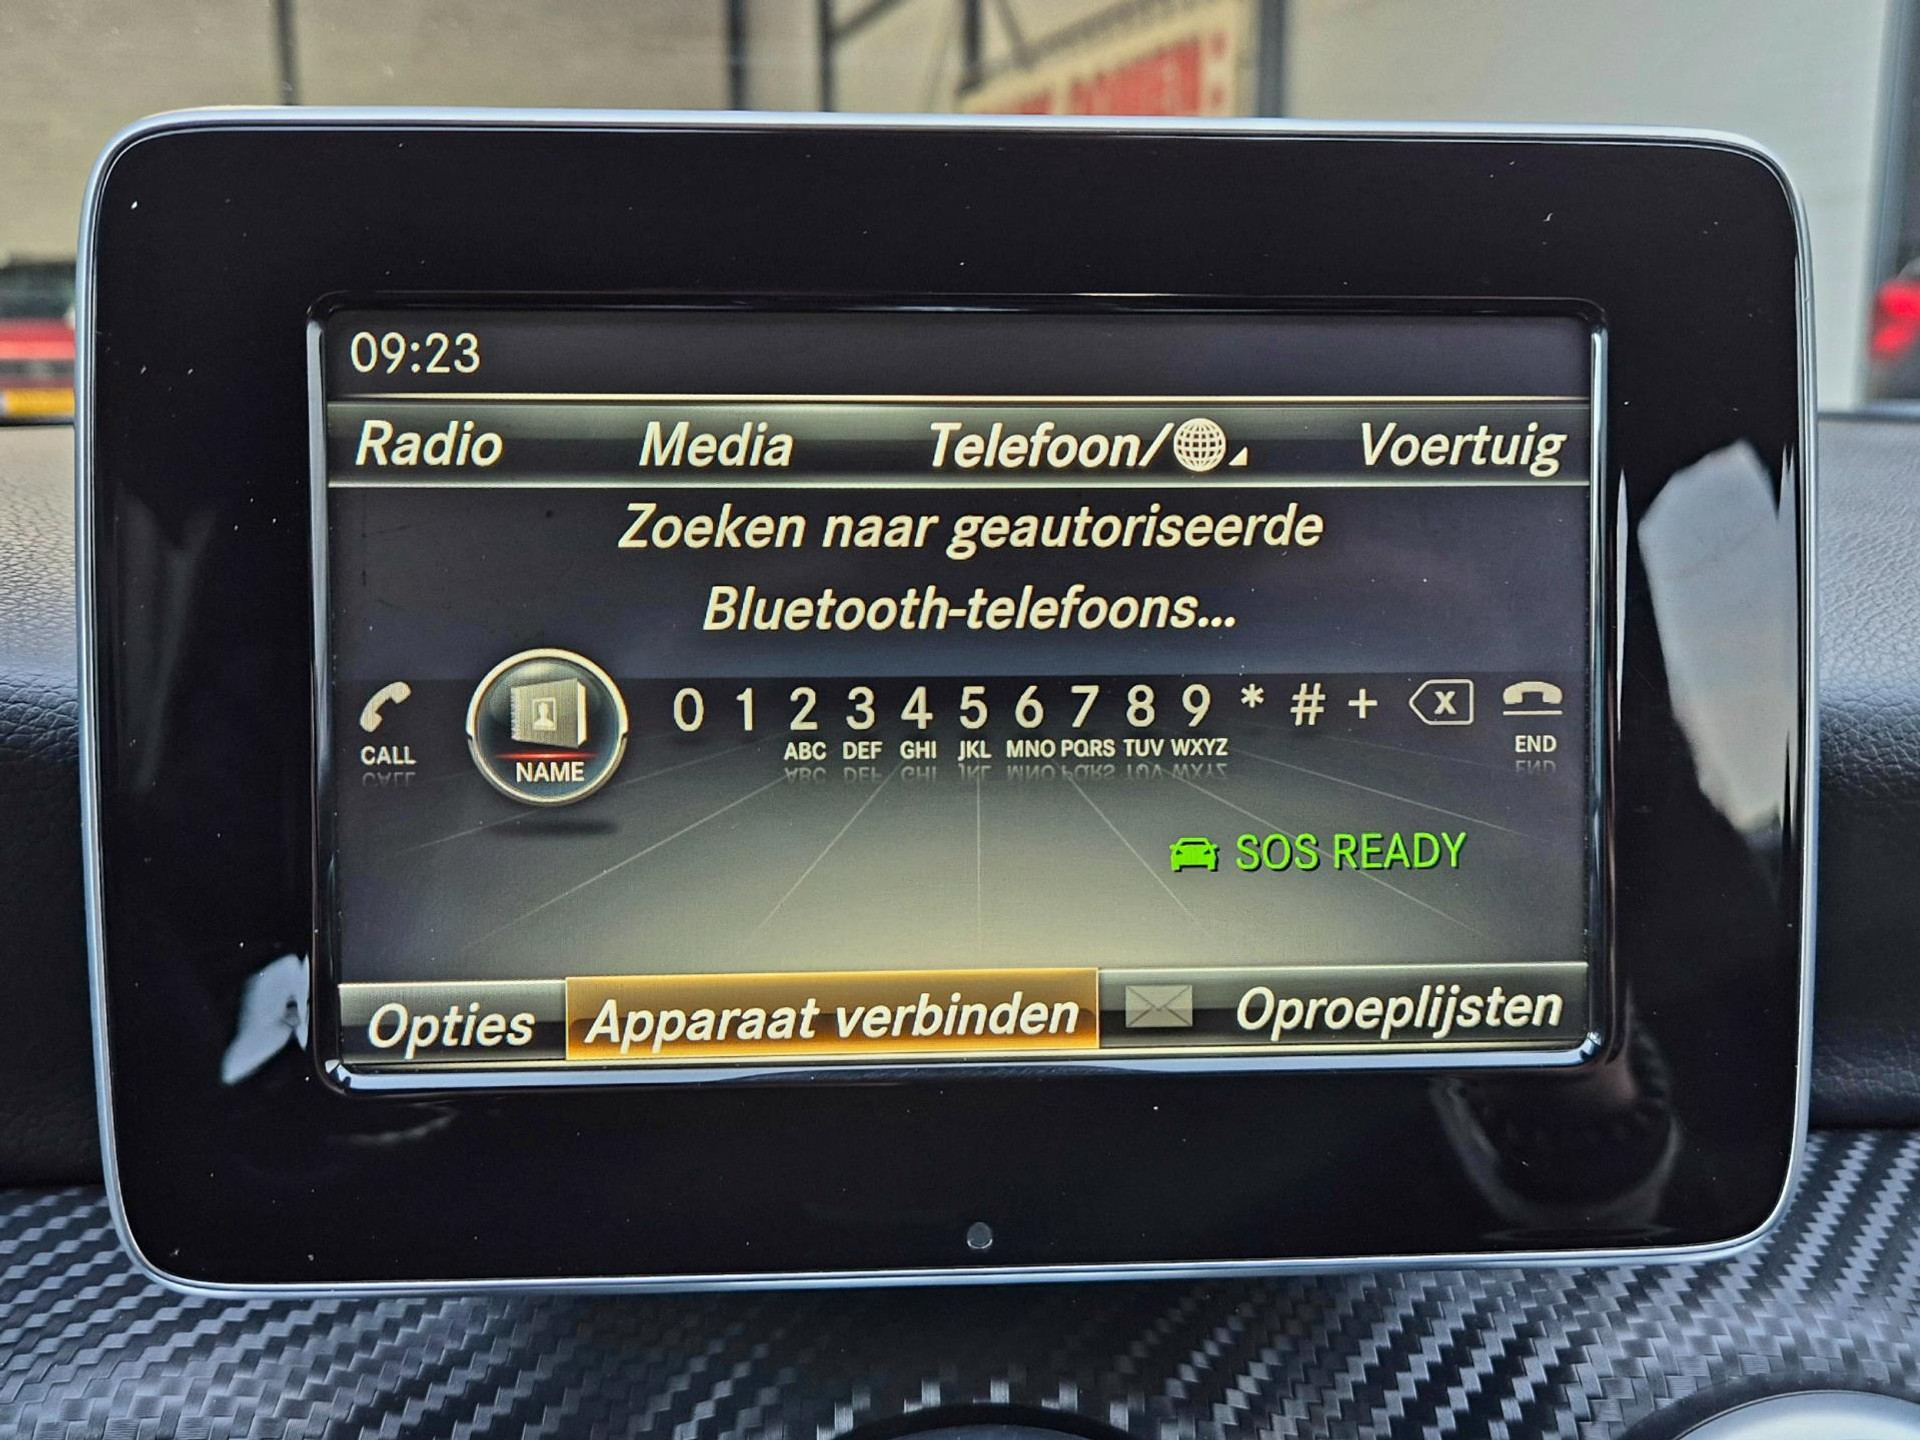 09:23
Radio Media Telefoon/ Voertuig
Zoeken naar geautoriseerde
Bluetooth-telefoons...
0 1 2 3 4 5 6 7 8 9 * # + x
CALL NAME ABC DEF GHI JKL MNO PQRS TUV WXYZ END
SOS READY
Opties Apparaat verbinden Oproeplijsten